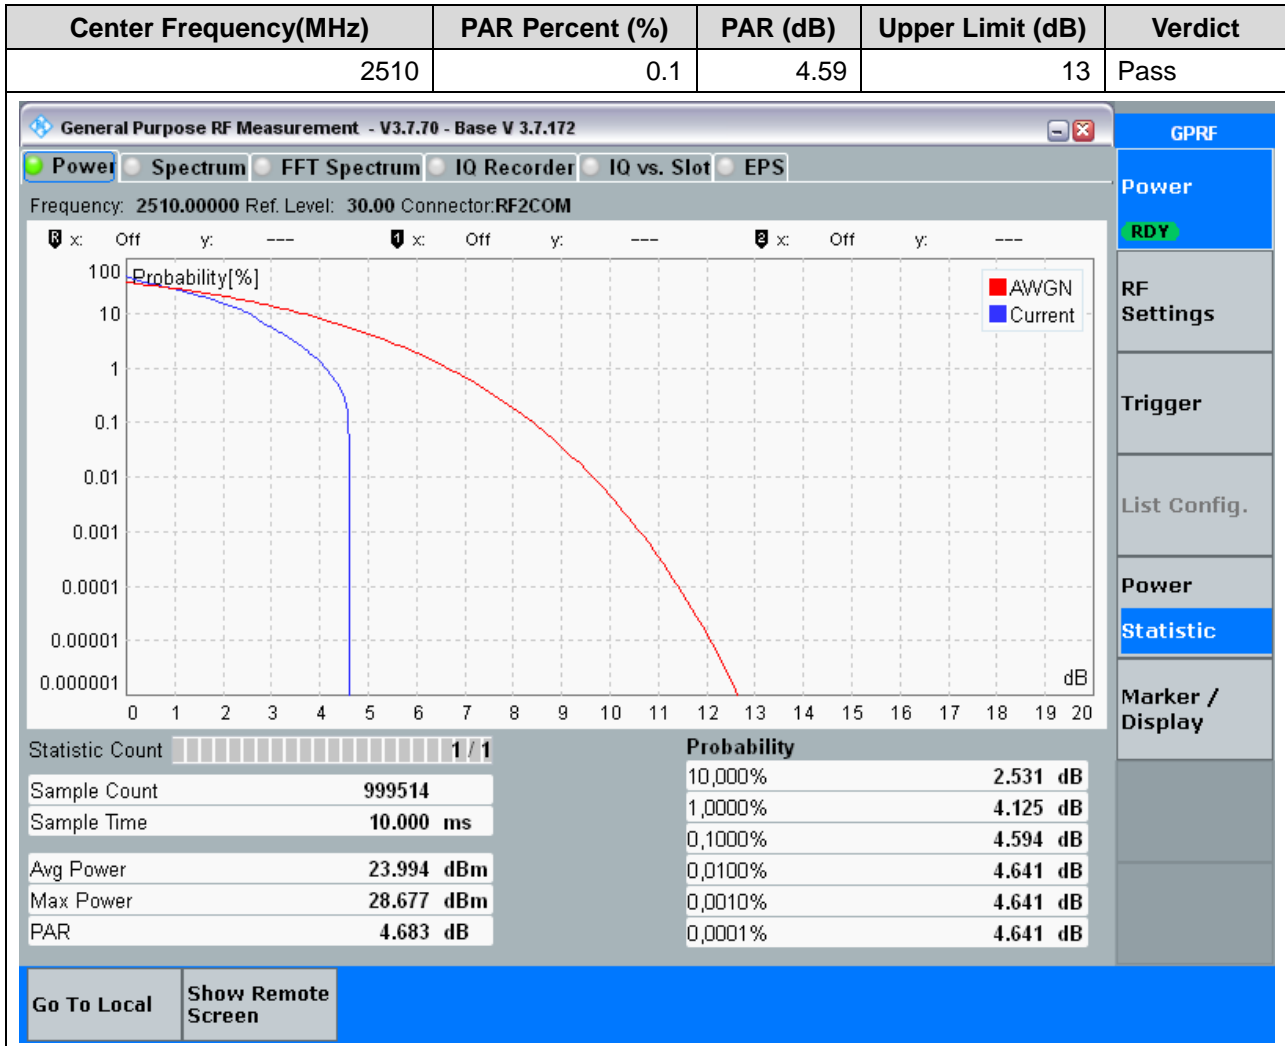 Center Frequency(MHz) PAR Percent (%) PAR (dB) Upper Limit (dB) Verdict
2510 0.1 4.59 13 Pass
General Purpose RF Measurement - V3.7.70 - Base V 3.7.172
GPRF
Power Spectrum FFT Spectrum IQ Recorder IQ vs. Slot EPS
Frequency: 2510.00000 Ref. Level: 30.00 Connector:RF2COM
R x: Off y: --- 1 x: Off y: --- 2 x: Off y: ---
Probability[%]
100
10
1
0.1
0.01
0.001
0.0001
0.00001
0.000001
AWGN
Current
dB
0 1 2 3 4 5 6 7 8 9 10 11 12 13 14 15 16 17 18 19 20
Statistic Count 1 / 1
Sample Count 999514
Sample Time 10.000 ms
Avg Power 23.994 dBm
Max Power 28.677 dBm
PAR 4.683 dB
Probability
10,000% 2.531 dB
1,0000% 4.125 dB
0,1000% 4.594 dB
0,0100% 4.641 dB
0,0010% 4.641 dB
0,0001% 4.641 dB
Power
RDY
RF
Settings
Trigger
List Config.
Power
Statistic
Marker /
Display
Go To Local
Show Remote
Screen